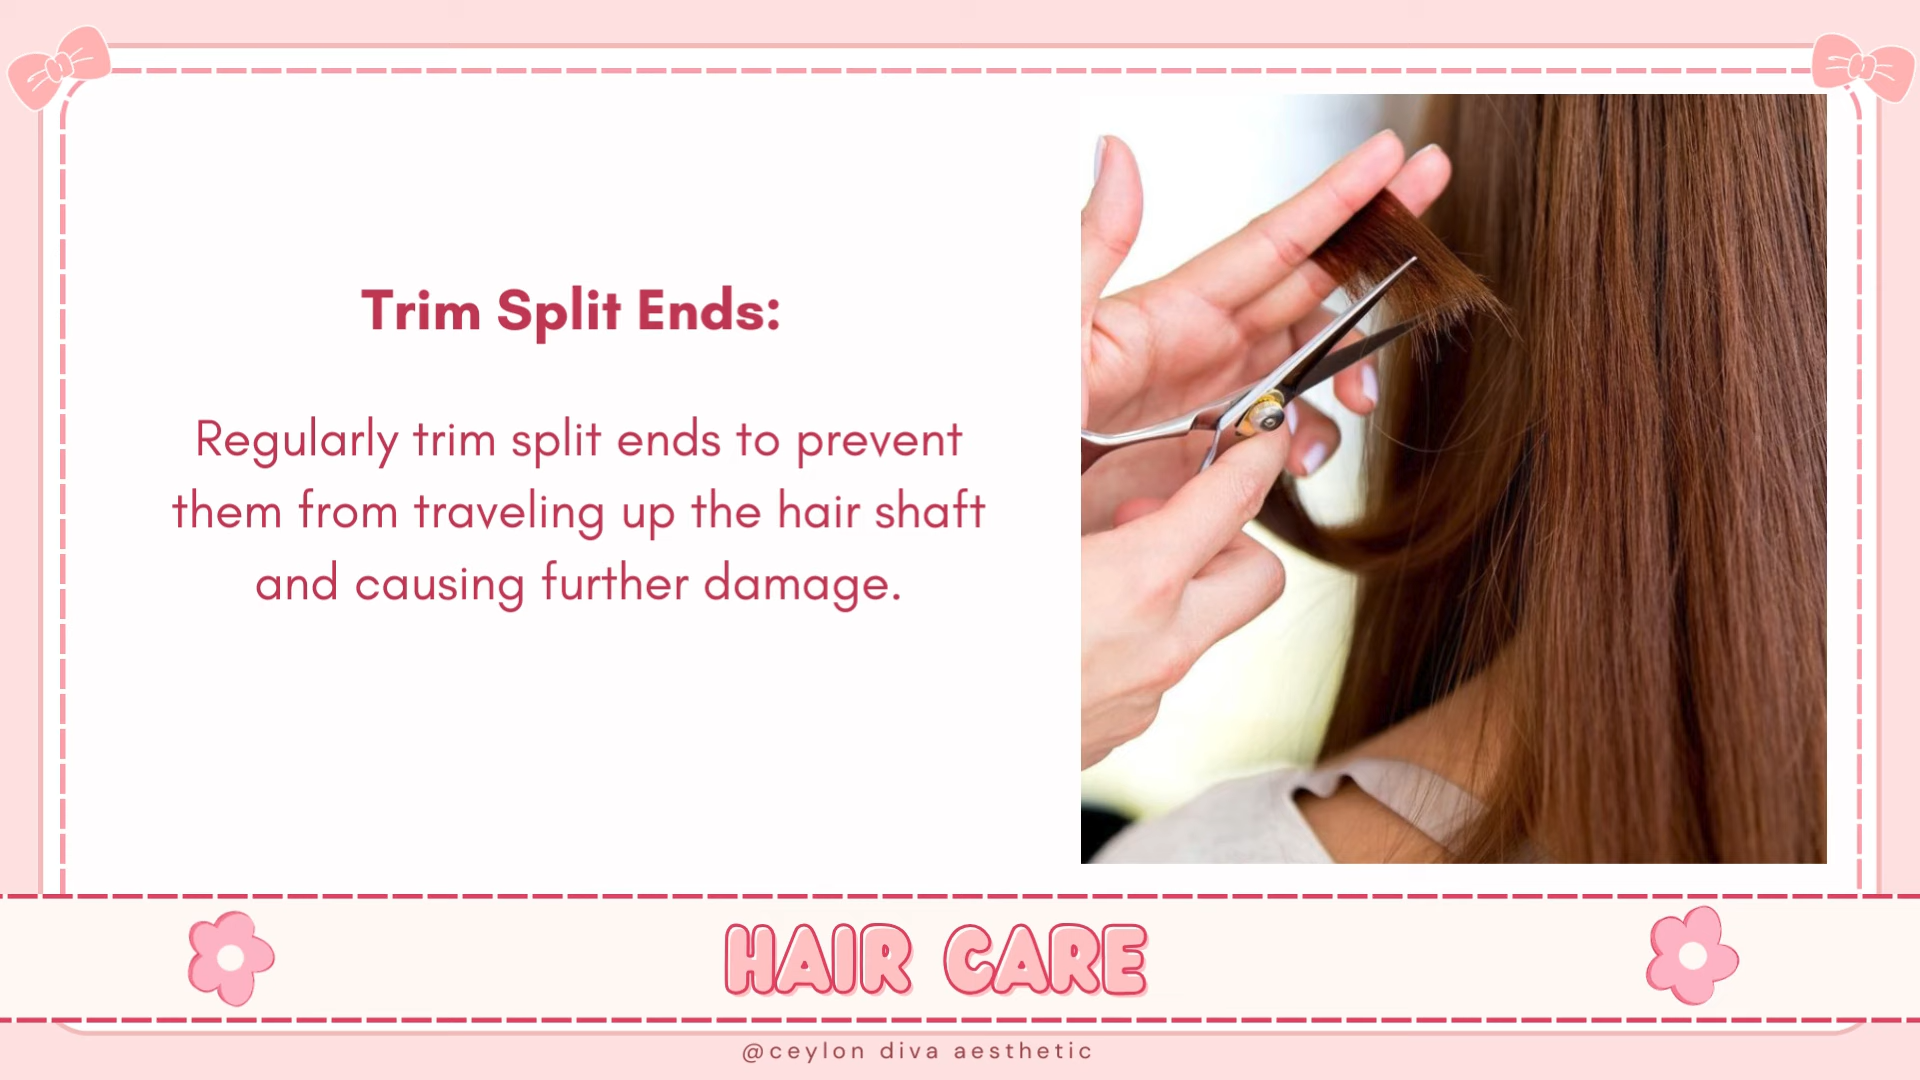 Trim Split Ends:
Regularly trim split ends to prevent
them from traveling up the hair shaft
and causing further damage.
HAIR CARE
@ceylon diva aesthetic